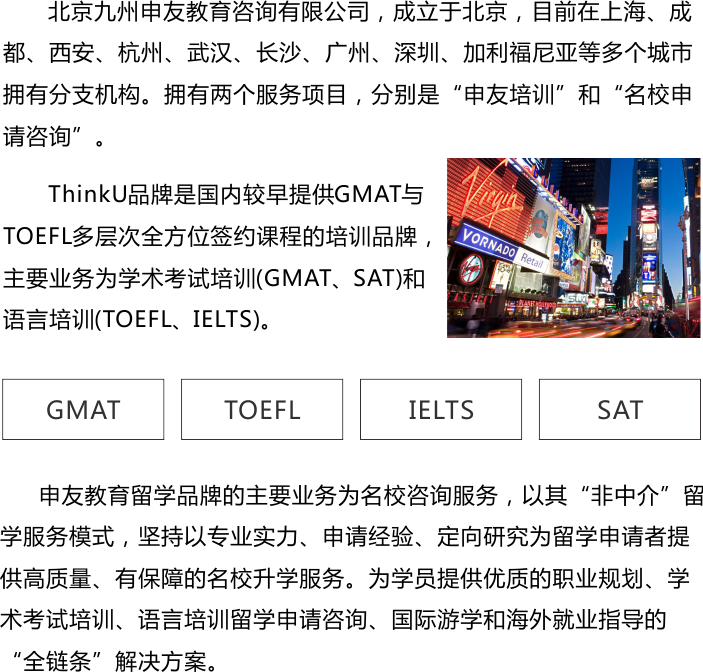 北京九州申友教育咨询有限公司，成立于北京，目前在上海、成
都、西安、杭州、武汉、长沙、广州、深圳、加利福尼亚等多个城市
拥有分支机构。拥有两个服务项目，分别是“申友培训”和“名校申
请咨询”。
ThinkU品牌是国内较早提供GMAT与
TOEFL多层次全方位签约课程的培训品牌，
主要业务为学术考试培训(GMAT、SAT)和
语言培训(TOEFL、IELTS)。
Virgin
VORNADO
Retail
PLANET HOLLYWOOD
GMAT
TOEFL
IELTS
SAT
申友教育留学品牌的主要业务为名校咨询服务，以其“非中介”留
学服务模式，坚持以专业实力、申请经验、定向研究为留学申请者提
供高质量、有保障的名校升学服务。为学员提供优质的职业规划、学
术考试培训、语言培训留学申请咨询、国际游学和海外就业指导的
“全链条”解决方案。